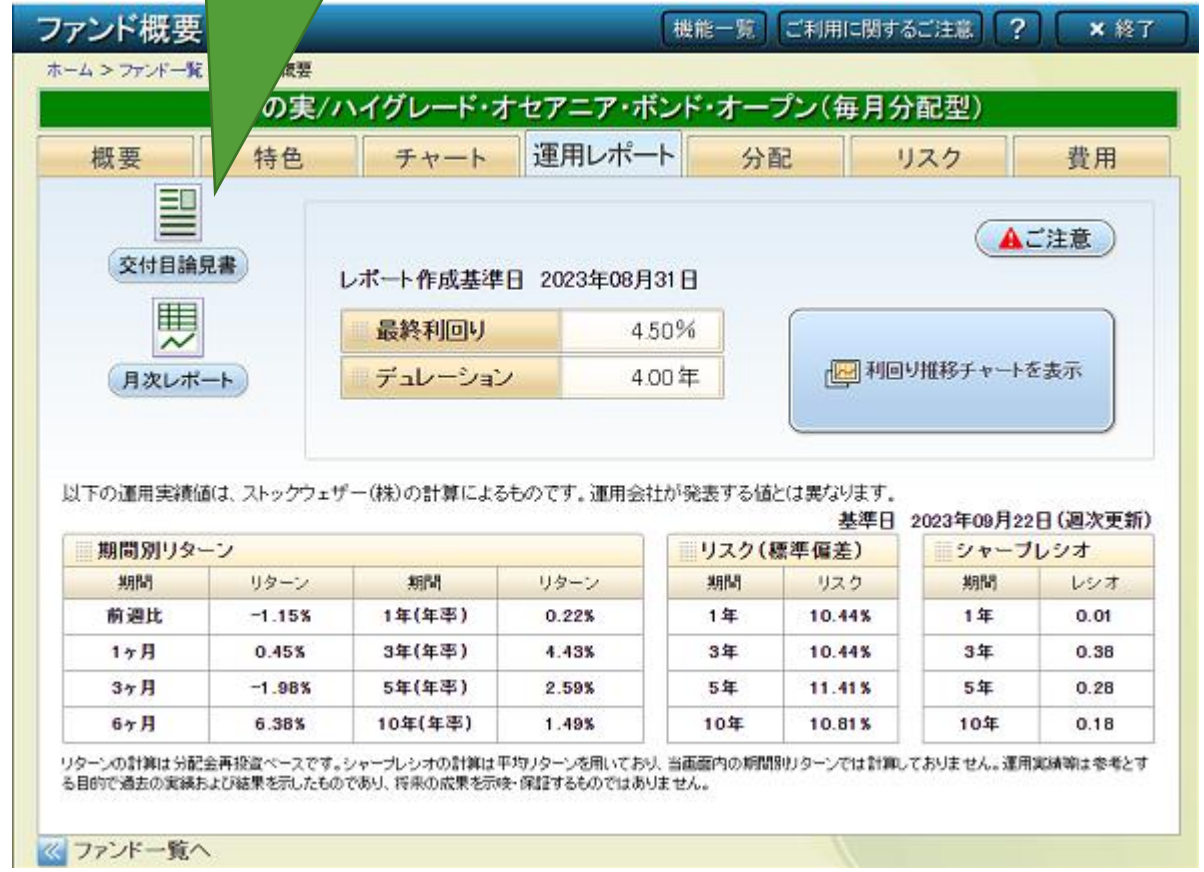 ファンド概要
機能一覧 ご利用に関するご注意 ? × 終了
ホーム > ファンド一覧 概要
の実/ハイグレード・オセアニア・ボンド・オープン(毎月分配型)
概要 特色 チャート 運用レポート 分配 リスク 費用
ご注意
交付目論見書
レポート作成基準日 2023年08月31日
最終利回り 4.50%
利回り推移チャートを表示
月次レポート
デュレーション 4.00年
以下の運用実績値は、ストックウェザー(株)の計算によるものです。運用会社が発表する値とは異なります。
基準日 2023年09月22日(週次更新)
期間別リターン リスク(標準偏差) シャープレシオ
期間 リターン 期間 リターン 期間 リスク 期間 レシオ
前週比 -1.15% 1年(年率) 0.22% 1年 10.44% 1年 0.01
1ヶ月 0.45% 3年(年率) 4.43% 3年 10.44% 3年 0.38
3ヶ月 -1.98% 5年(年率) 2.59% 5年 11.41% 5年 0.28
6ヶ月 6.38% 10年(年率) 1.49% 10年 10.81% 10年 0.18
リターンの計算は分配金再投資ベースです。シャープレシオの計算は平均リターンを用いており、当画面内の期間別リターンでは計算しておりません。運用実績等は参考とす
る目的で過去の実績および結果を示したものであり、将来の成果を示唆・保証するものではありません。
ファンド一覧へ